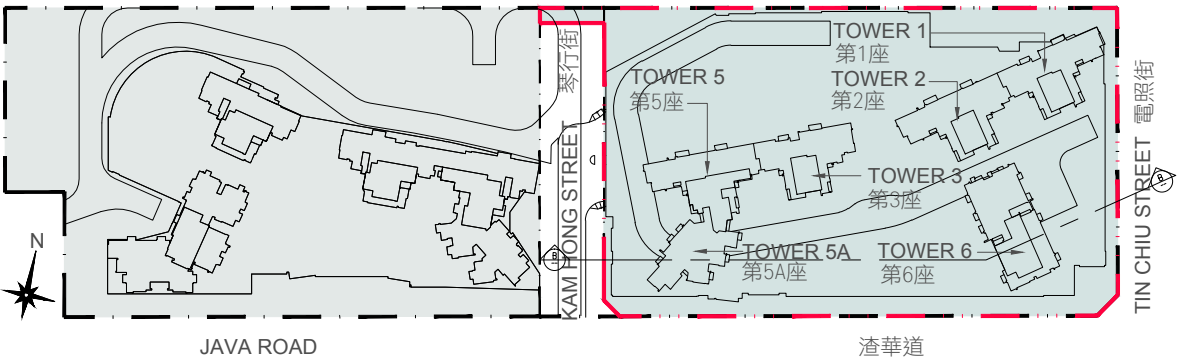 TOWER 1
第1座
TOWER 2
第2座
TOWER 5
第5座
TOWER 3
第3座
TOWER 5A
第5A座
TOWER 6
第6座
琴行街
KAM HONG STREET
電照街
TIN CHIU STREET
B
B
N
JAVA ROAD
渣華道